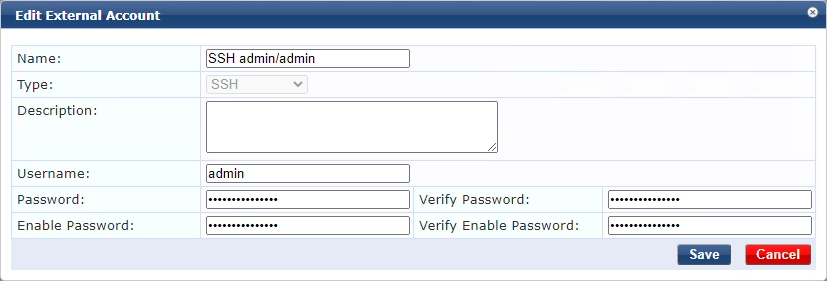 Edit External Account
Name: SSH admin/admin
Type: SSH
Description:
Username: admin
Password: •••••••••••••• Verify Password: ••••••••••••••
Enable Password: •••••••••••••• Verify Enable Password: ••••••••••••••
Save Cancel